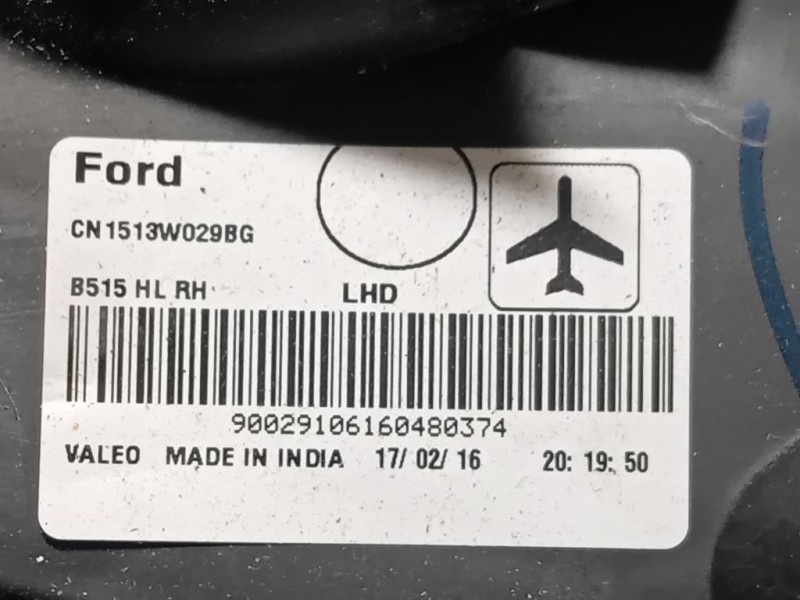 Ford
CN1513W029BG
B515 HL RH
LHD
90029106160480374
VALEO MADE IN INDIA 17/ 02/ 16 20: 19: 50